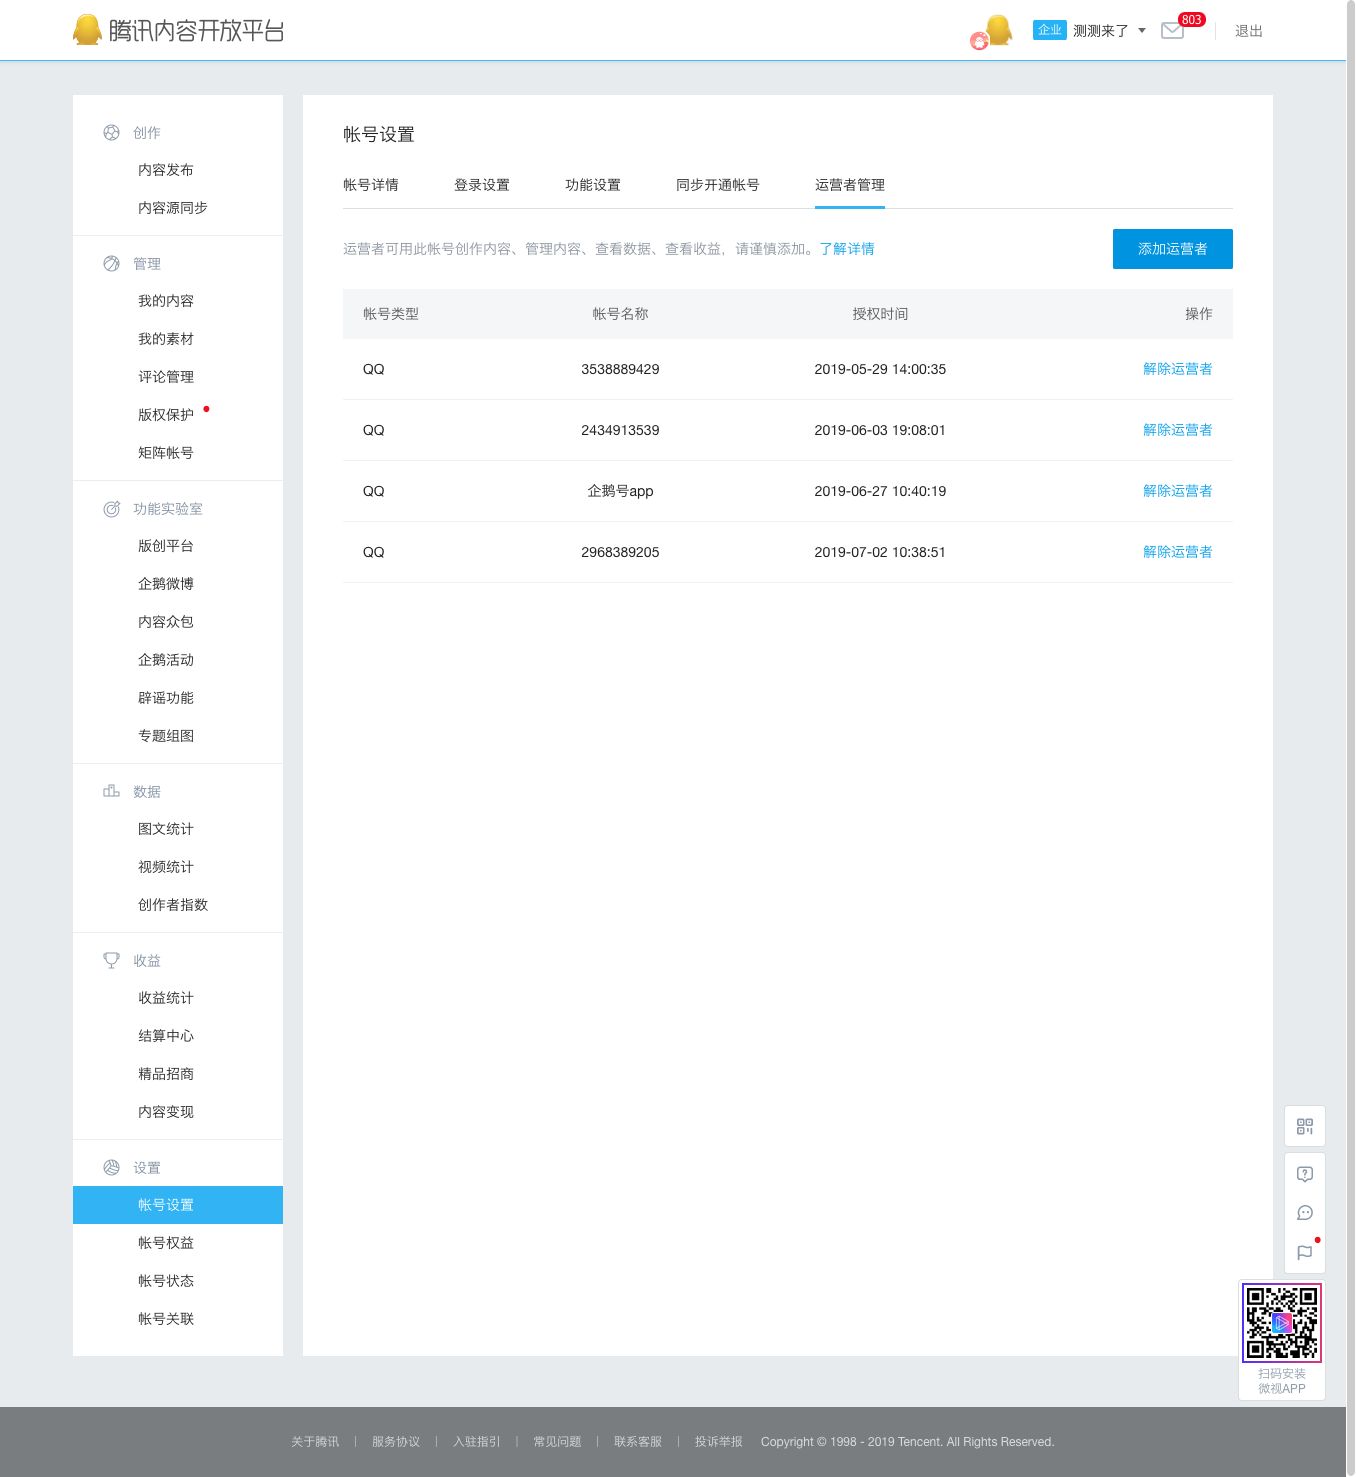 腾讯内容开放平台
企业 测测来了 803 退出
创作
内容发布
内容源同步
管理
我的内容
我的素材
评论管理
版权保护
矩阵帐号
功能实验室
版创平台
企鹅微博
内容众包
企鹅活动
辟谣功能
专题组图
数据
图文统计
视频统计
创作者指数
收益
收益统计
结算中心
精品招商
内容变现
设置
帐号设置
帐号权益
帐号状态
帐号关联
帐号设置
帐号详情 登录设置 功能设置 同步开通帐号 运营者管理
运营者可用此帐号创作内容、管理内容、查看数据、查看收益，请谨慎添加。了解详情 添加运营者
帐号类型 帐号名称 授权时间 操作
QQ 3538889429 2019-05-29 14:00:35 解除运营者
QQ 2434913539 2019-06-03 19:08:01 解除运营者
QQ 企鹅号app 2019-06-27 10:40:19 解除运营者
QQ 2968389205 2019-07-02 10:38:51 解除运营者
扫码安装
微视APP
关于腾讯 | 服务协议 | 入驻指引 | 常见问题 | 联系客服 | 投诉举报 Copyright © 1998 - 2019 Tencent. All Rights Reserved.